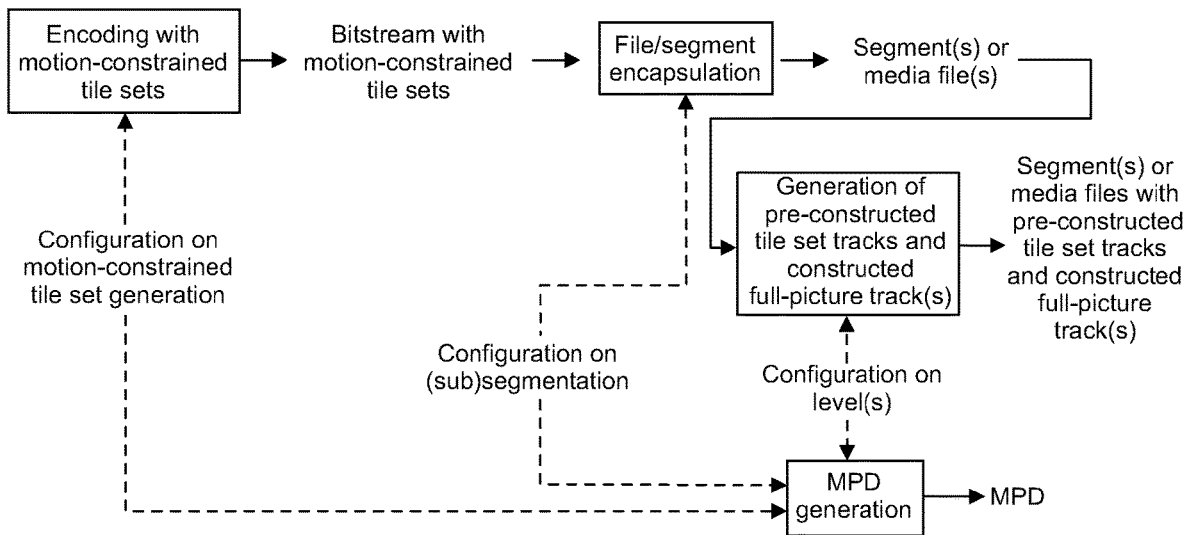 Encoding with
motion-constrained
tile sets
Bitstream with
motion-constrained
tile sets
File/segment
encapsulation
Segment(s) or
media file(s)
Generation of
pre-constructed
tile set tracks and
constructed
full-picture track(s)
Segment(s) or
media files with
pre-constructed
tile set tracks
and constructed
full-picture
track(s)
Configuration on
motion-constrained
tile set generation
Configuration on
(sub)segmentation
Configuration on
level(s)
MPD
generation
MPD